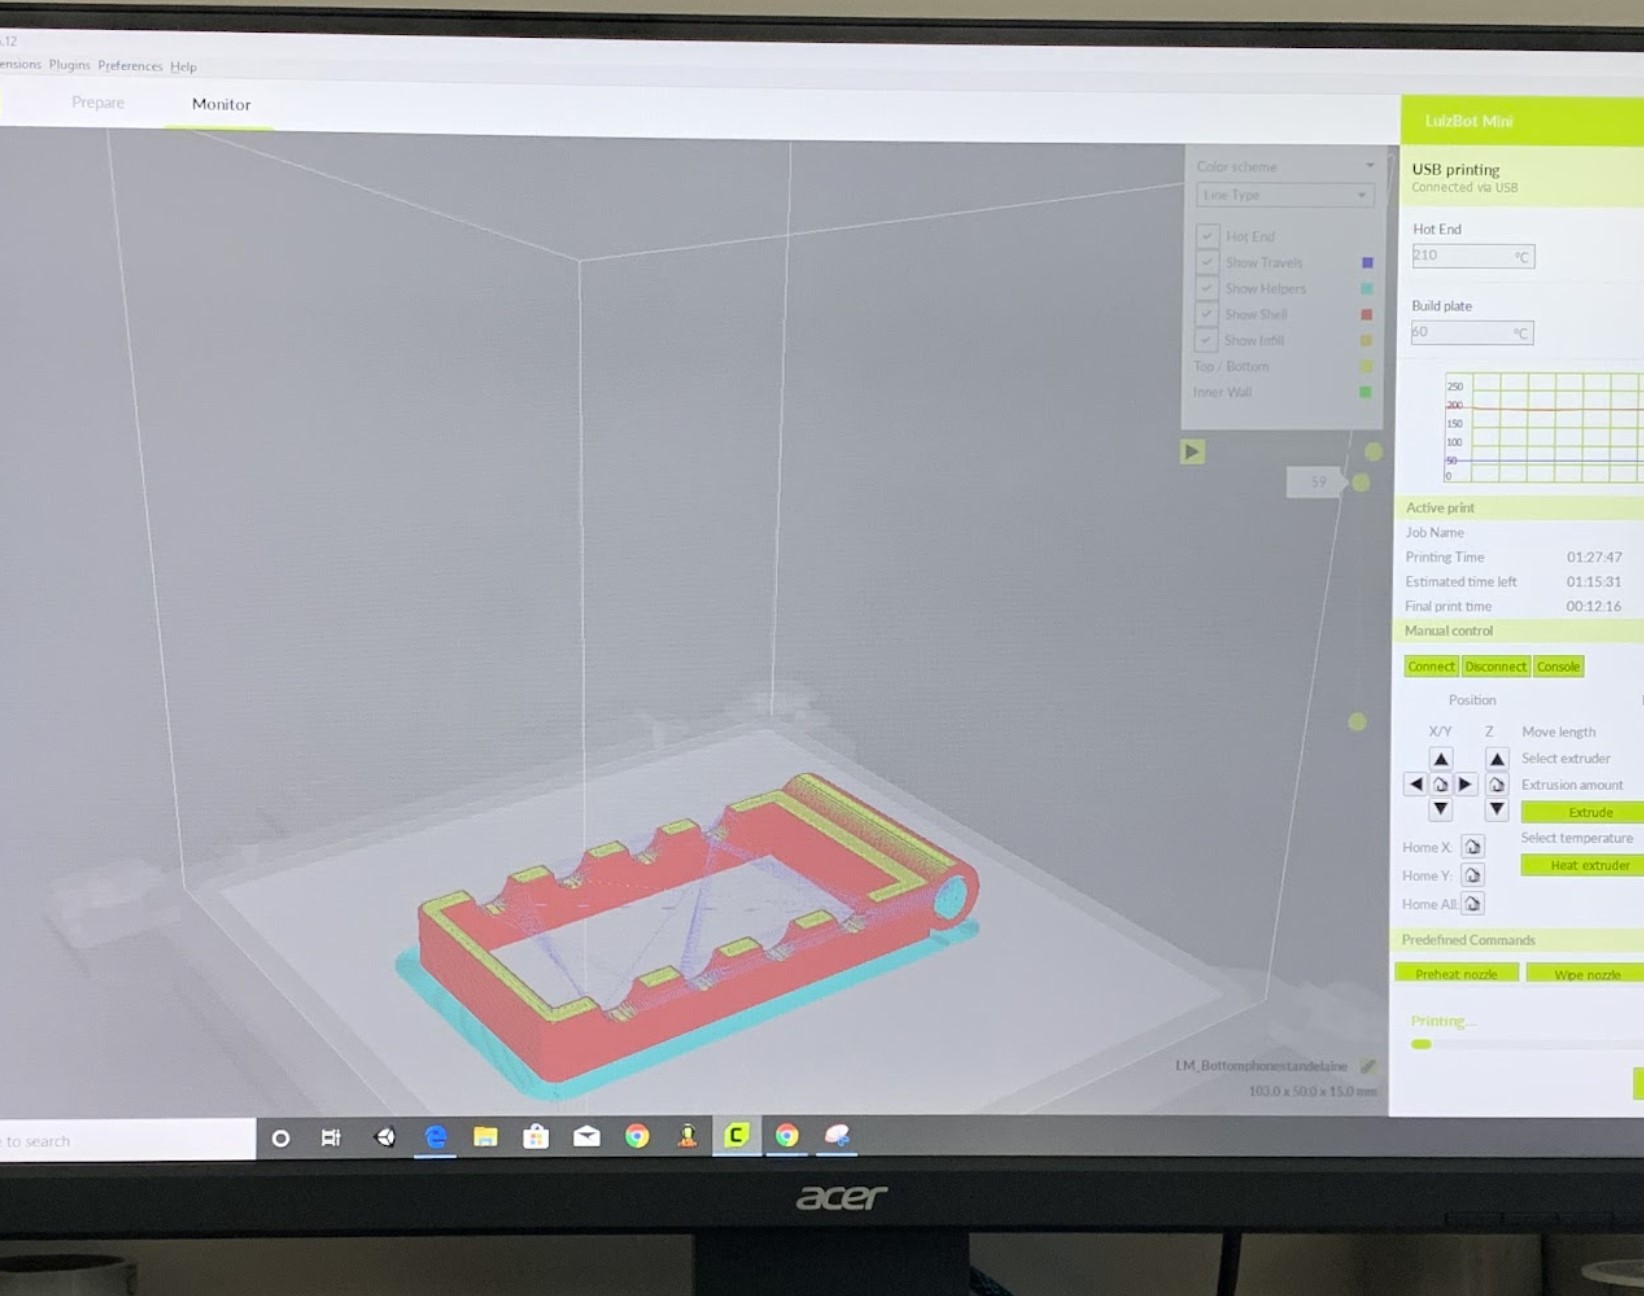 .12
ensions Plugins Preferences Help
Prepare Monitor
LulzBot Mini
Color scheme
Line Type
Hot End
Show Travels
Show Helpers
Show Shell
Show Infill
Top / Bottom
Inner Wall
59
USB printing
Connected via USB
Hot End
210 °C
Build plate
60 °C
250
200
150
100
50
0
Active print
Job Name
Printing Time 01:27:47
Estimated time left 01:15:31
Final print time 00:12:16
Manual control
Connect Disconnect Console
Position
X/Y Z Move length
Select extruder
Extrusion amount
Extrude
Select temperature
Heat extruder
Home X:
Home Y:
Home All:
Predefined Commands
Preheat nozzle Wipe nozzle
Printing...
LM_Bottomphonestandelaine
103.0 x 50.0 x 15.0 mm
to search
acer